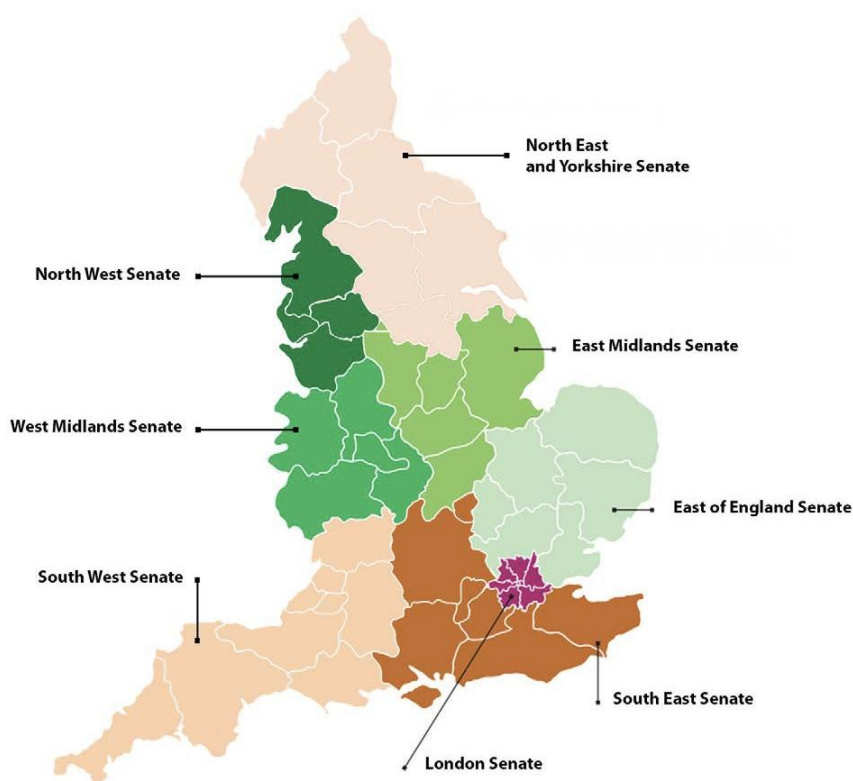 North East
and Yorkshire Senate
North West Senate
East Midlands Senate
West Midlands Senate
East of England Senate
South West Senate
South East Senate
London Senate